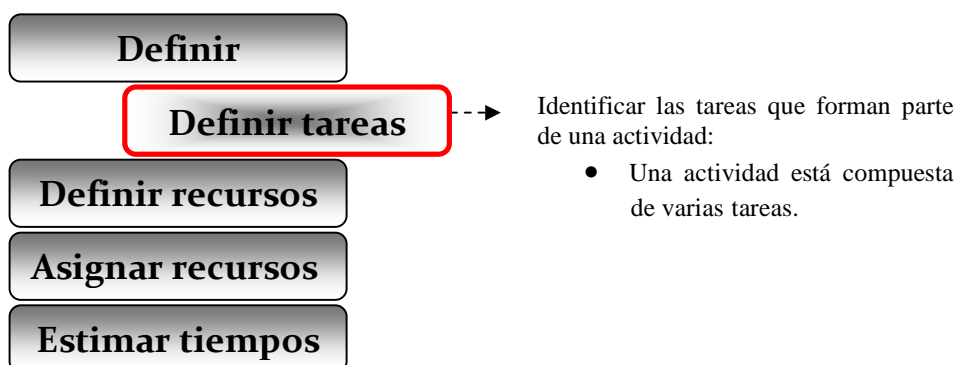 Definir
Definir tareas
Identificar las tareas que forman parte
de una actividad:
• Una actividad está compuesta
de varias tareas.
Definir recursos
Asignar recursos
Estimar tiempos